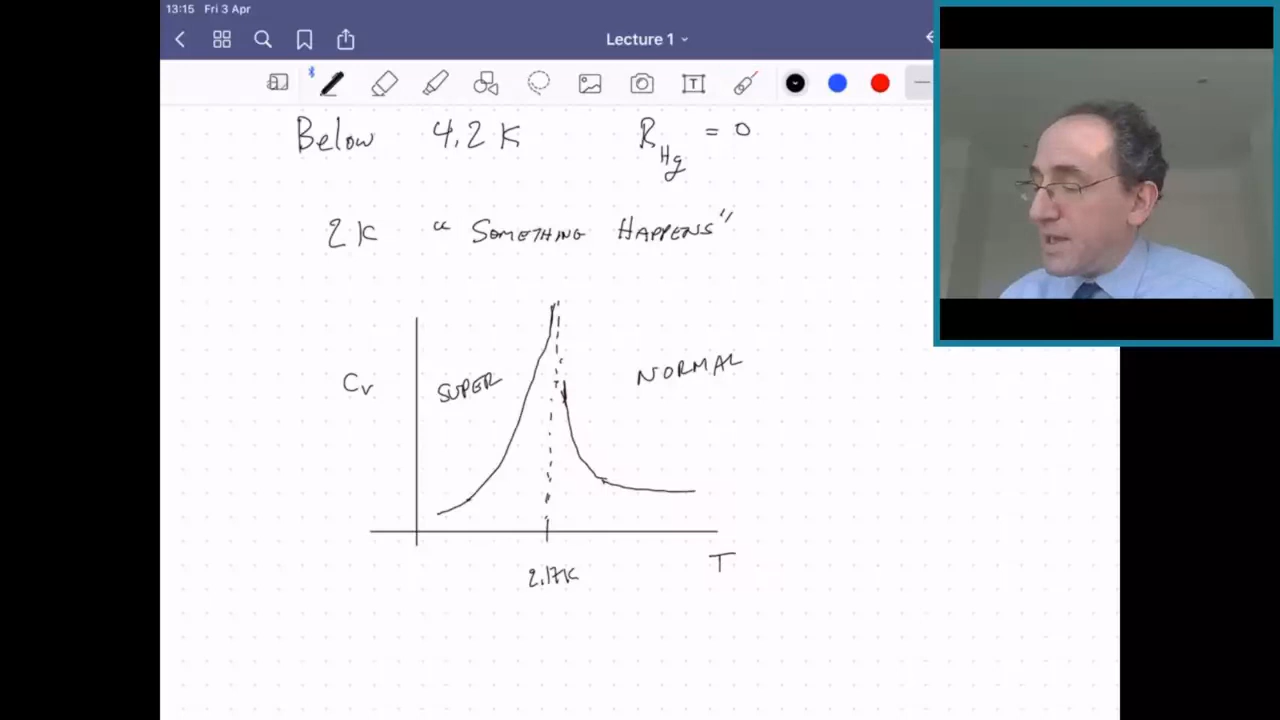 13:15 Fri 3 Apr
Lecture 1
T
Below 4.2 K R Hg = 0
2K "SOMETHING HAPPENS"
Cv SUPER NORMAL
2.17K T